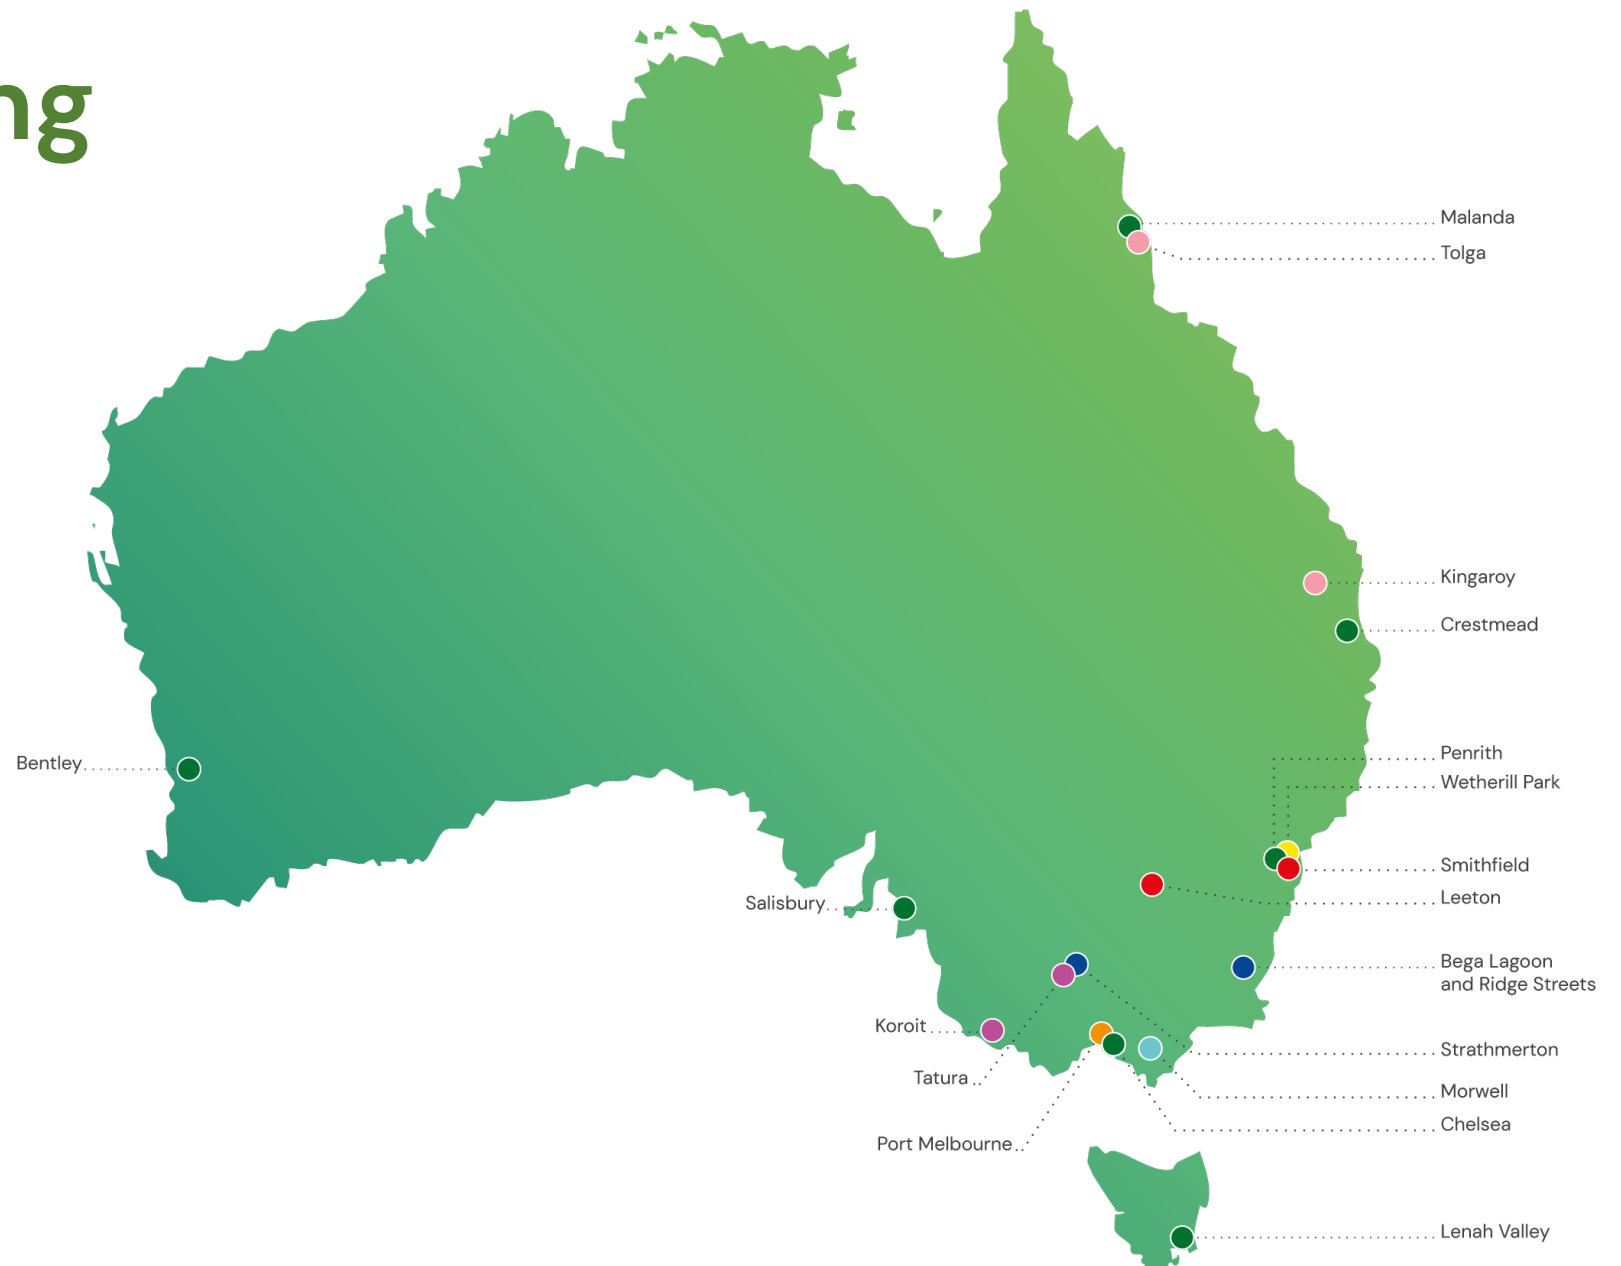 ng
Malanda
Tolga
Kingaroy
Crestmead
Penrith
Bentley
Wetherill Park
Smithfield
Leeton
Salisbury
Bega Lagoon
and Ridge Streets
Koroit
Strathmerton
Tatura
Morwell
Chelsea
Port Melbourne
Lenah Valley